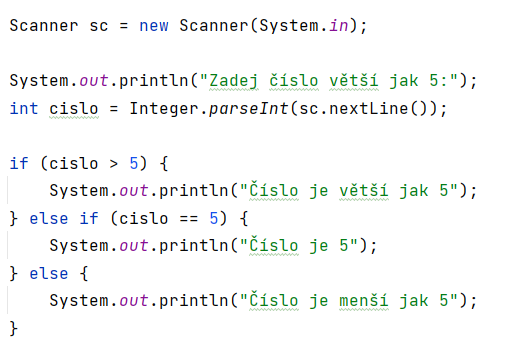 Scanner sc = new Scanner(System.in);
System.out.println("Zadej číslo větší jak 5:");
int cislo = Integer.parseInt(sc.nextLine());
if (cislo > 5) {
    System.out.println("Číslo je větší jak 5");
} else if (cislo == 5) {
    System.out.println("Číslo je 5");
} else {
    System.out.println("Číslo je menší jak 5");
}